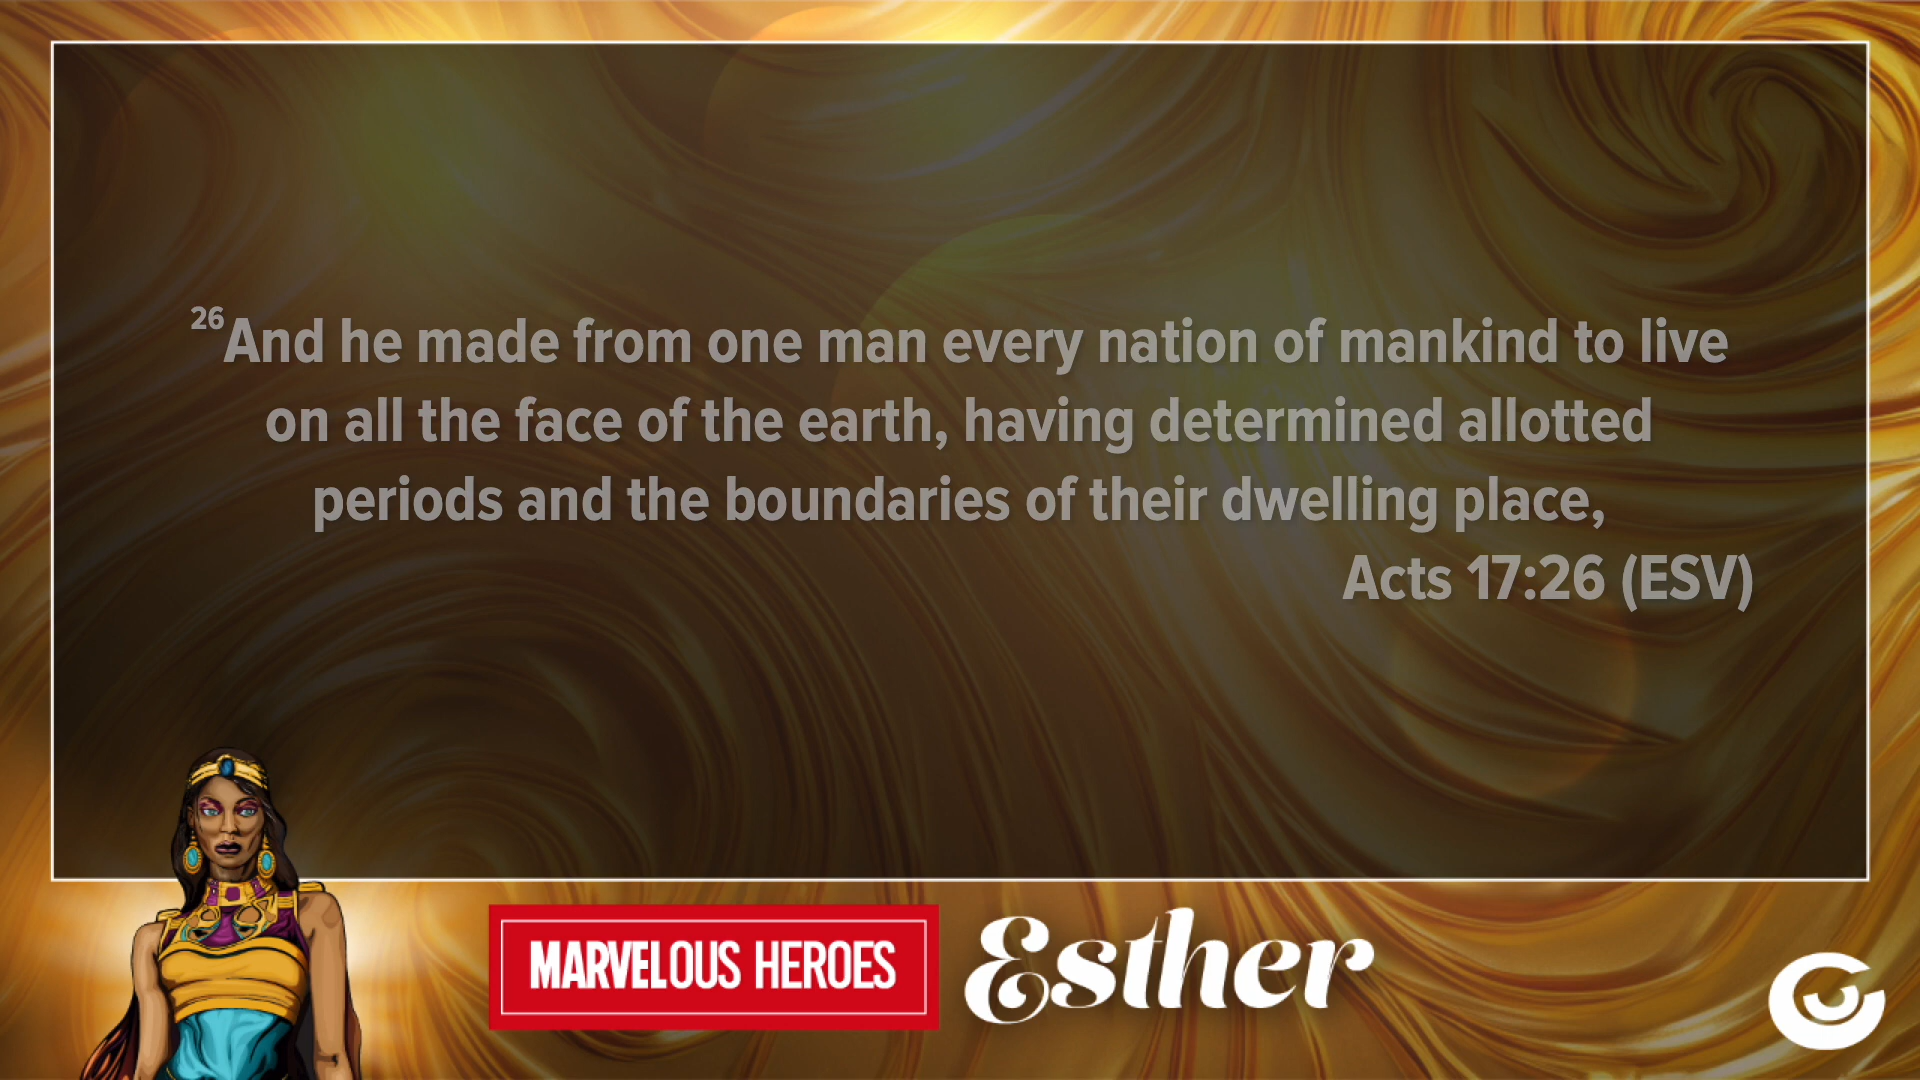 26And he made from one man every nation of mankind to live
on all the face of the earth, having determined allotted
periods and the boundaries of their dwelling place,
Acts 17:26 (ESV)
MARVELOUS HEROES
Esther